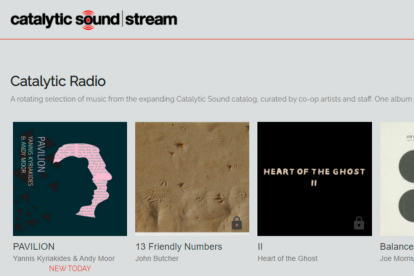 catalytic sound stream
Catalytic Radio
A rotating selection of music from the expanding Catalytic Sound catalog, curated by co-op artists and staff. One album
PAVILION
YANNIS KYRIAKIDES
& ANDY MOOR
HEART OF THE GHOST
II
PAVILION
Yannis Kyriakides & Andy Moor
NEW TODAY
13 Friendly Numbers
John Butcher
II
Heart of the Ghost
Balance
Joe Morris